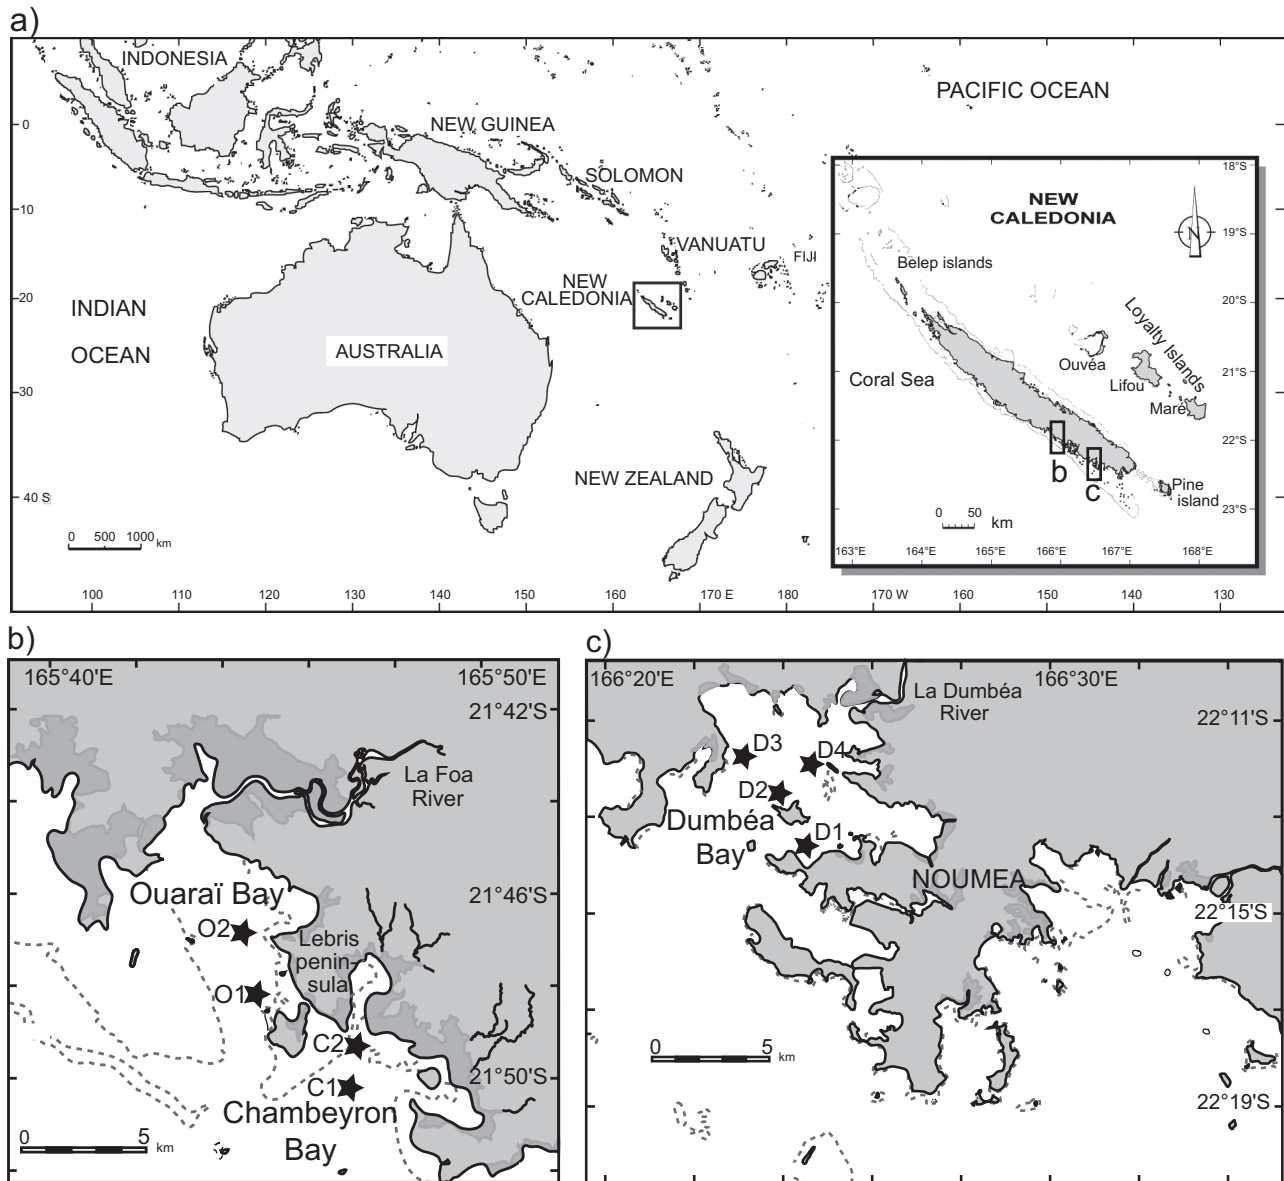 a)
INDONESIA
PACIFIC OCEAN
0
NEW GUINEA
SOLOMON
-10
VANUATU
FIJI
NEW
CALEDONIA
INDIAN
OCEAN
-20
AUSTRALIA
-30
NEW ZEALAND
-40 S
0 500 1000 km
100 110 120 130 140 150 160 170 E 180 170 W 160 150 140 130
NEW
CALEDONIA
N
18°S
19°S
20°S
21°S
22°S
23°S
Belep islands
Loyalty Islands
Ouvéa
Lifou
Maré
Coral Sea
b
c
Pine
island
0 50
km
163°E 164°E 165°E 166°E 167°E 168°E
b)
165°40'E 165°50'E
21°42'S
La Foa
River
Ouaraï Bay
21°46'S
O2
Lebris
penin-
sula
O1
C2
21°50'S
C1
Chambeyron
Bay
0 5
km
c)
166°20'E 166°30'E
La Dumbéa
River
22°11'S
D3
D4
D2
Dumbéa
Bay
D1
NOUMEA
22°15'S
0 5
km
22°19'S